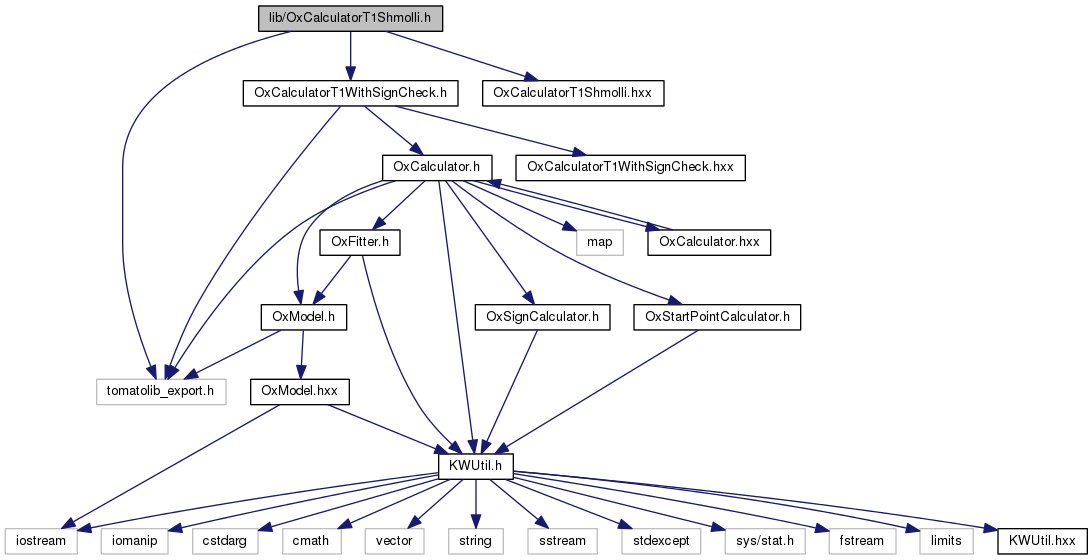 lib/OxCalculatorT1Shmolli.h
OxCalculatorT1WithSignCheck.h
OxCalculatorT1Shmolli.hxx
OxCalculator.h
OxCalculatorT1WithSignCheck.hxx
OxFitter.h
map
OxCalculator.hxx
OxModel.h
OxSignCalculator.h
OxStartPointCalculator.h
tomatolib_export.h
OxModel.hxx
KWUtil.h
iostream
iomanip
cstdarg
cmath
vector
string
sstream
stdexcept
sys/stat.h
fstream
limits
KWUtil.hxx